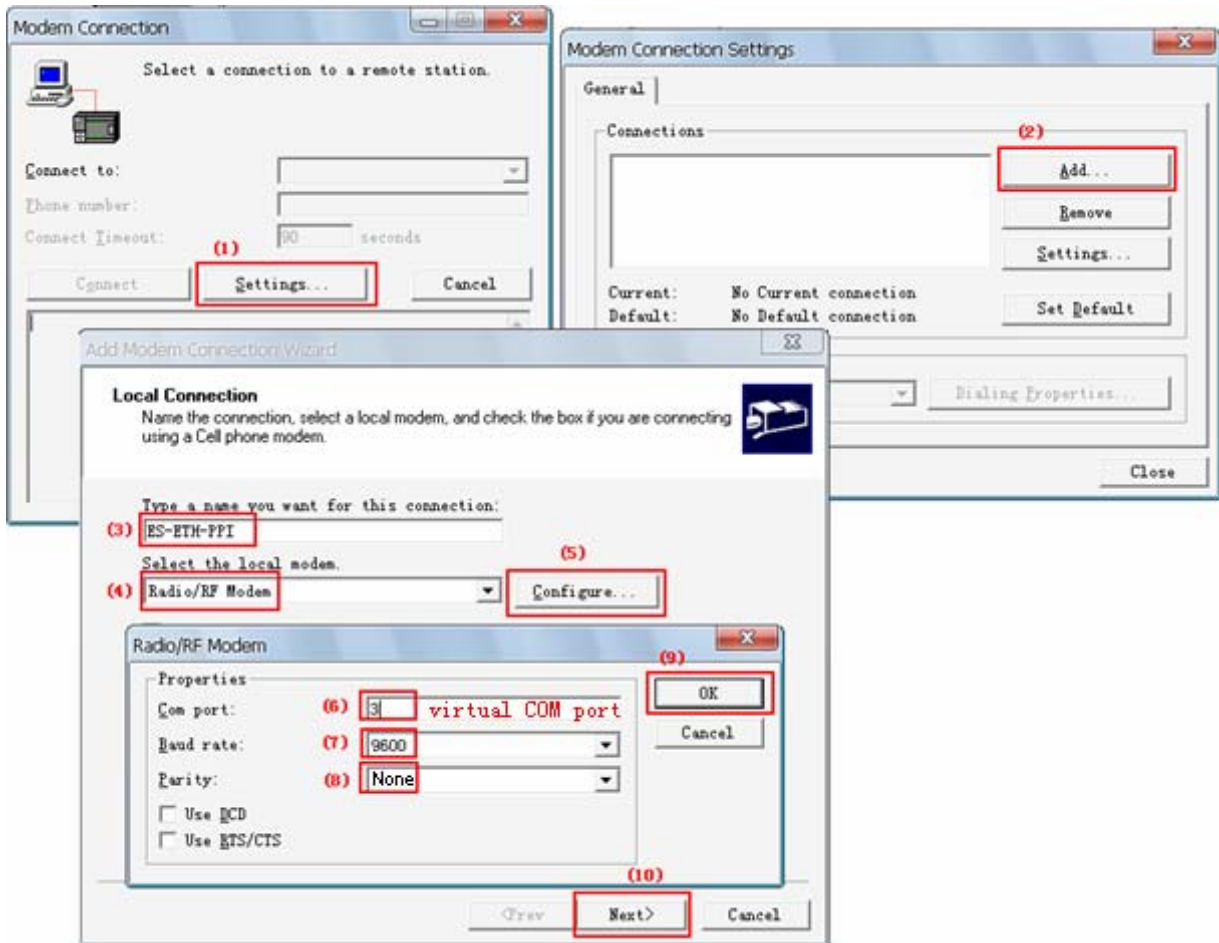 Modem Connection
Select a connection to a remote station.
Connect to:
Phone number:
Connect Timeout:
90
seconds
(1)
Connect
Settings...
Cancel
Modem Connection Settings
General
Connections
(2)
Add...
Remove
Settings...
Current: No Current connection
Default: No Default connection
Set Default
Dialing Properties...
Close
Add Modem Connection Wizard
Local Connection
Name the connection, select a local modem, and check the box if you are connecting
using a Cell phone modem.
Type a name you want for this connection:
(3) ES-ETH-PPI
Select the local modem.
(4) Radio/RF Modem
(5)
Configure...
Radio/RF Modem
Properties
Com port: (6) 3 virtual COM port
Baud rate: (7) 9600
Parity: (8) None
Use DCD
Use RTS/CTS
(9)
OK
Cancel
(10)
<Prev
Next>
Cancel